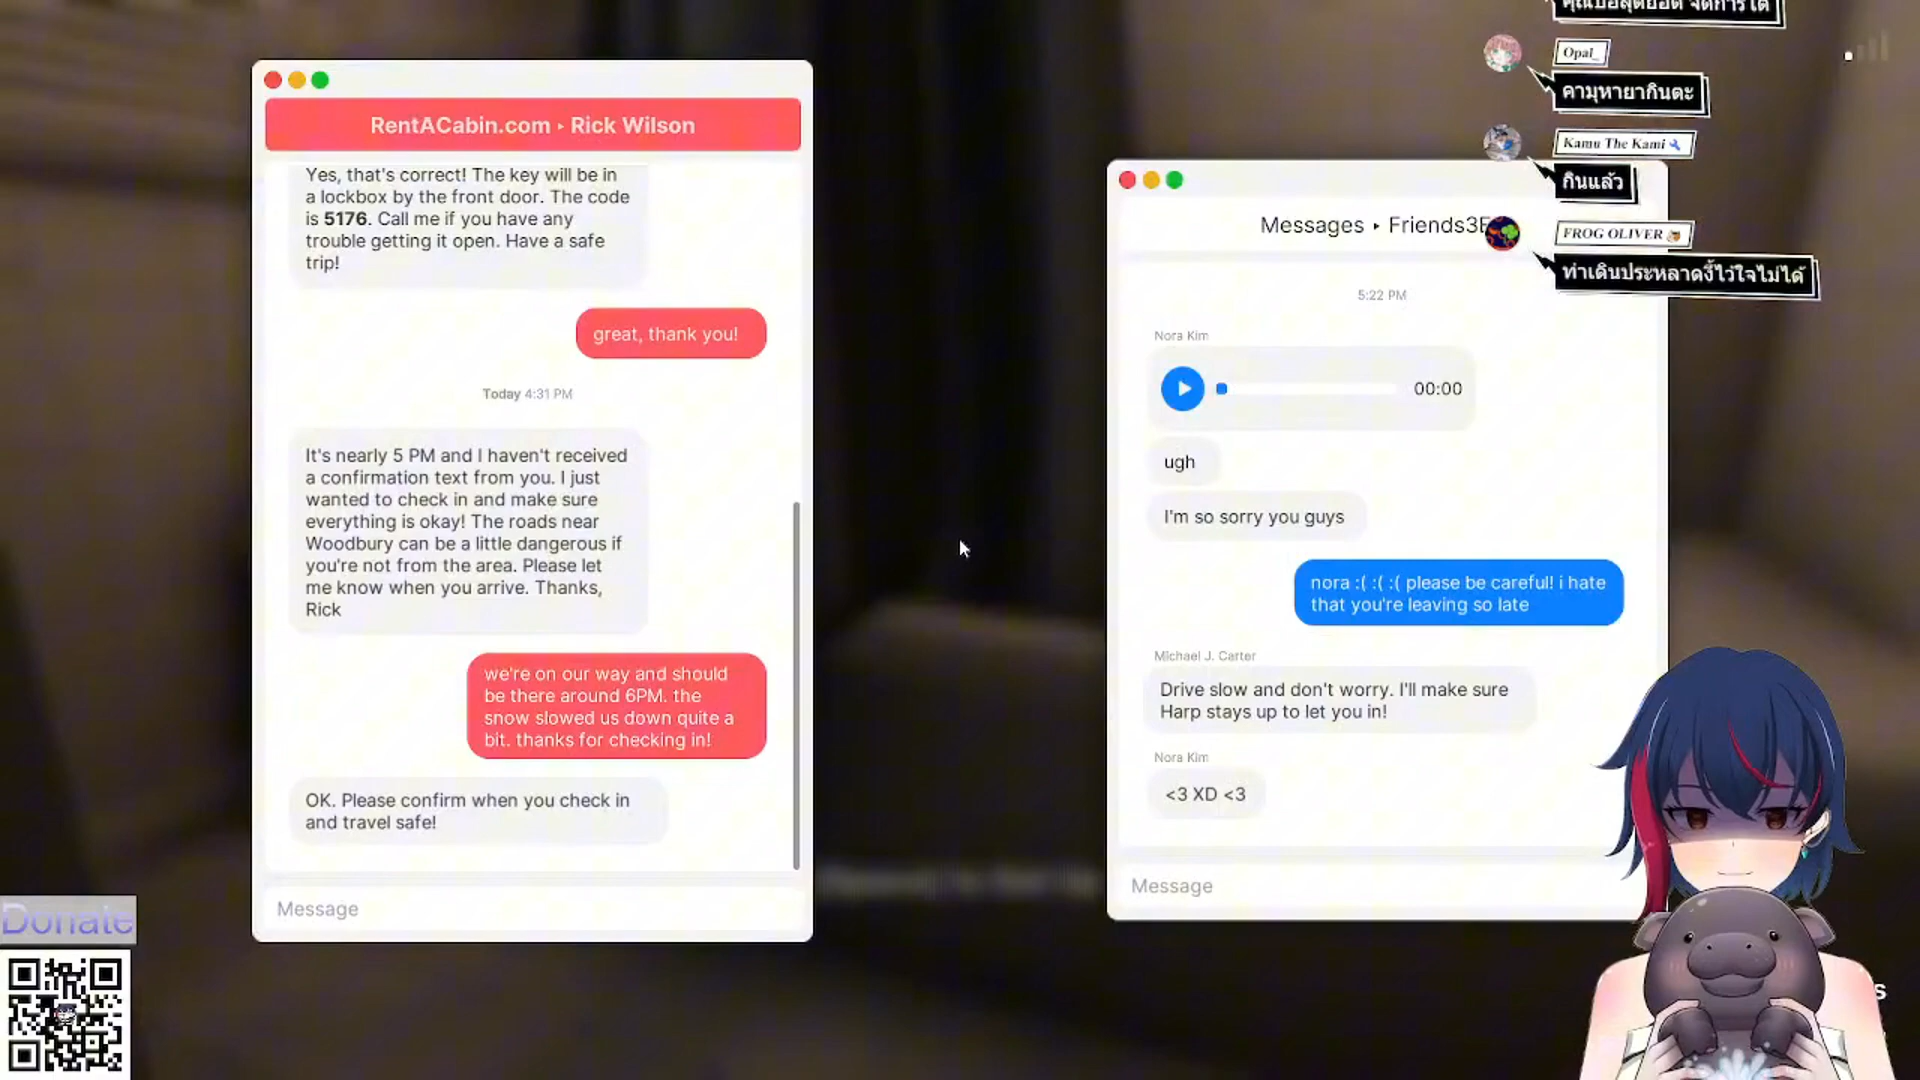 RentACabin.com ▸ Rick Wilson
Yes, that's correct! The key will be in
a lockbox by the front door. The code
is 5176. Call me if you have any
trouble getting it open. Have a safe
trip!
great, thank you!
Today 4:31 PM
It's nearly 5 PM and I haven't received
a confirmation text from you. I just
wanted to check in and make sure
everything is okay! The roads near
Woodbury can be a little dangerous if
you're not from the area. Please let
me know when you arrive. Thanks,
Rick
we're on our way and should
be there around 6PM. the
snow slowed us down quite a
bit. thanks for checking in!
OK. Please confirm when you check in
and travel safe!
Message
Messages ▸ Friends3E
5:22 PM
Nora Kim
00:00
ugh
I'm so sorry you guys
nora :( :( :( please be careful! i hate
that you're leaving so late
Michael J. Carter
Drive slow and don't worry. I'll make sure
Harp stays up to let you in!
Nora Kim
<3 XD <3
Message
Opal_
คามุหายากินตะ
Kamu The Kami
กินแล้ว
FROG OLIVER
ท่าเดินประหลาดงี้ไว้ใจไม่ได้
Donate